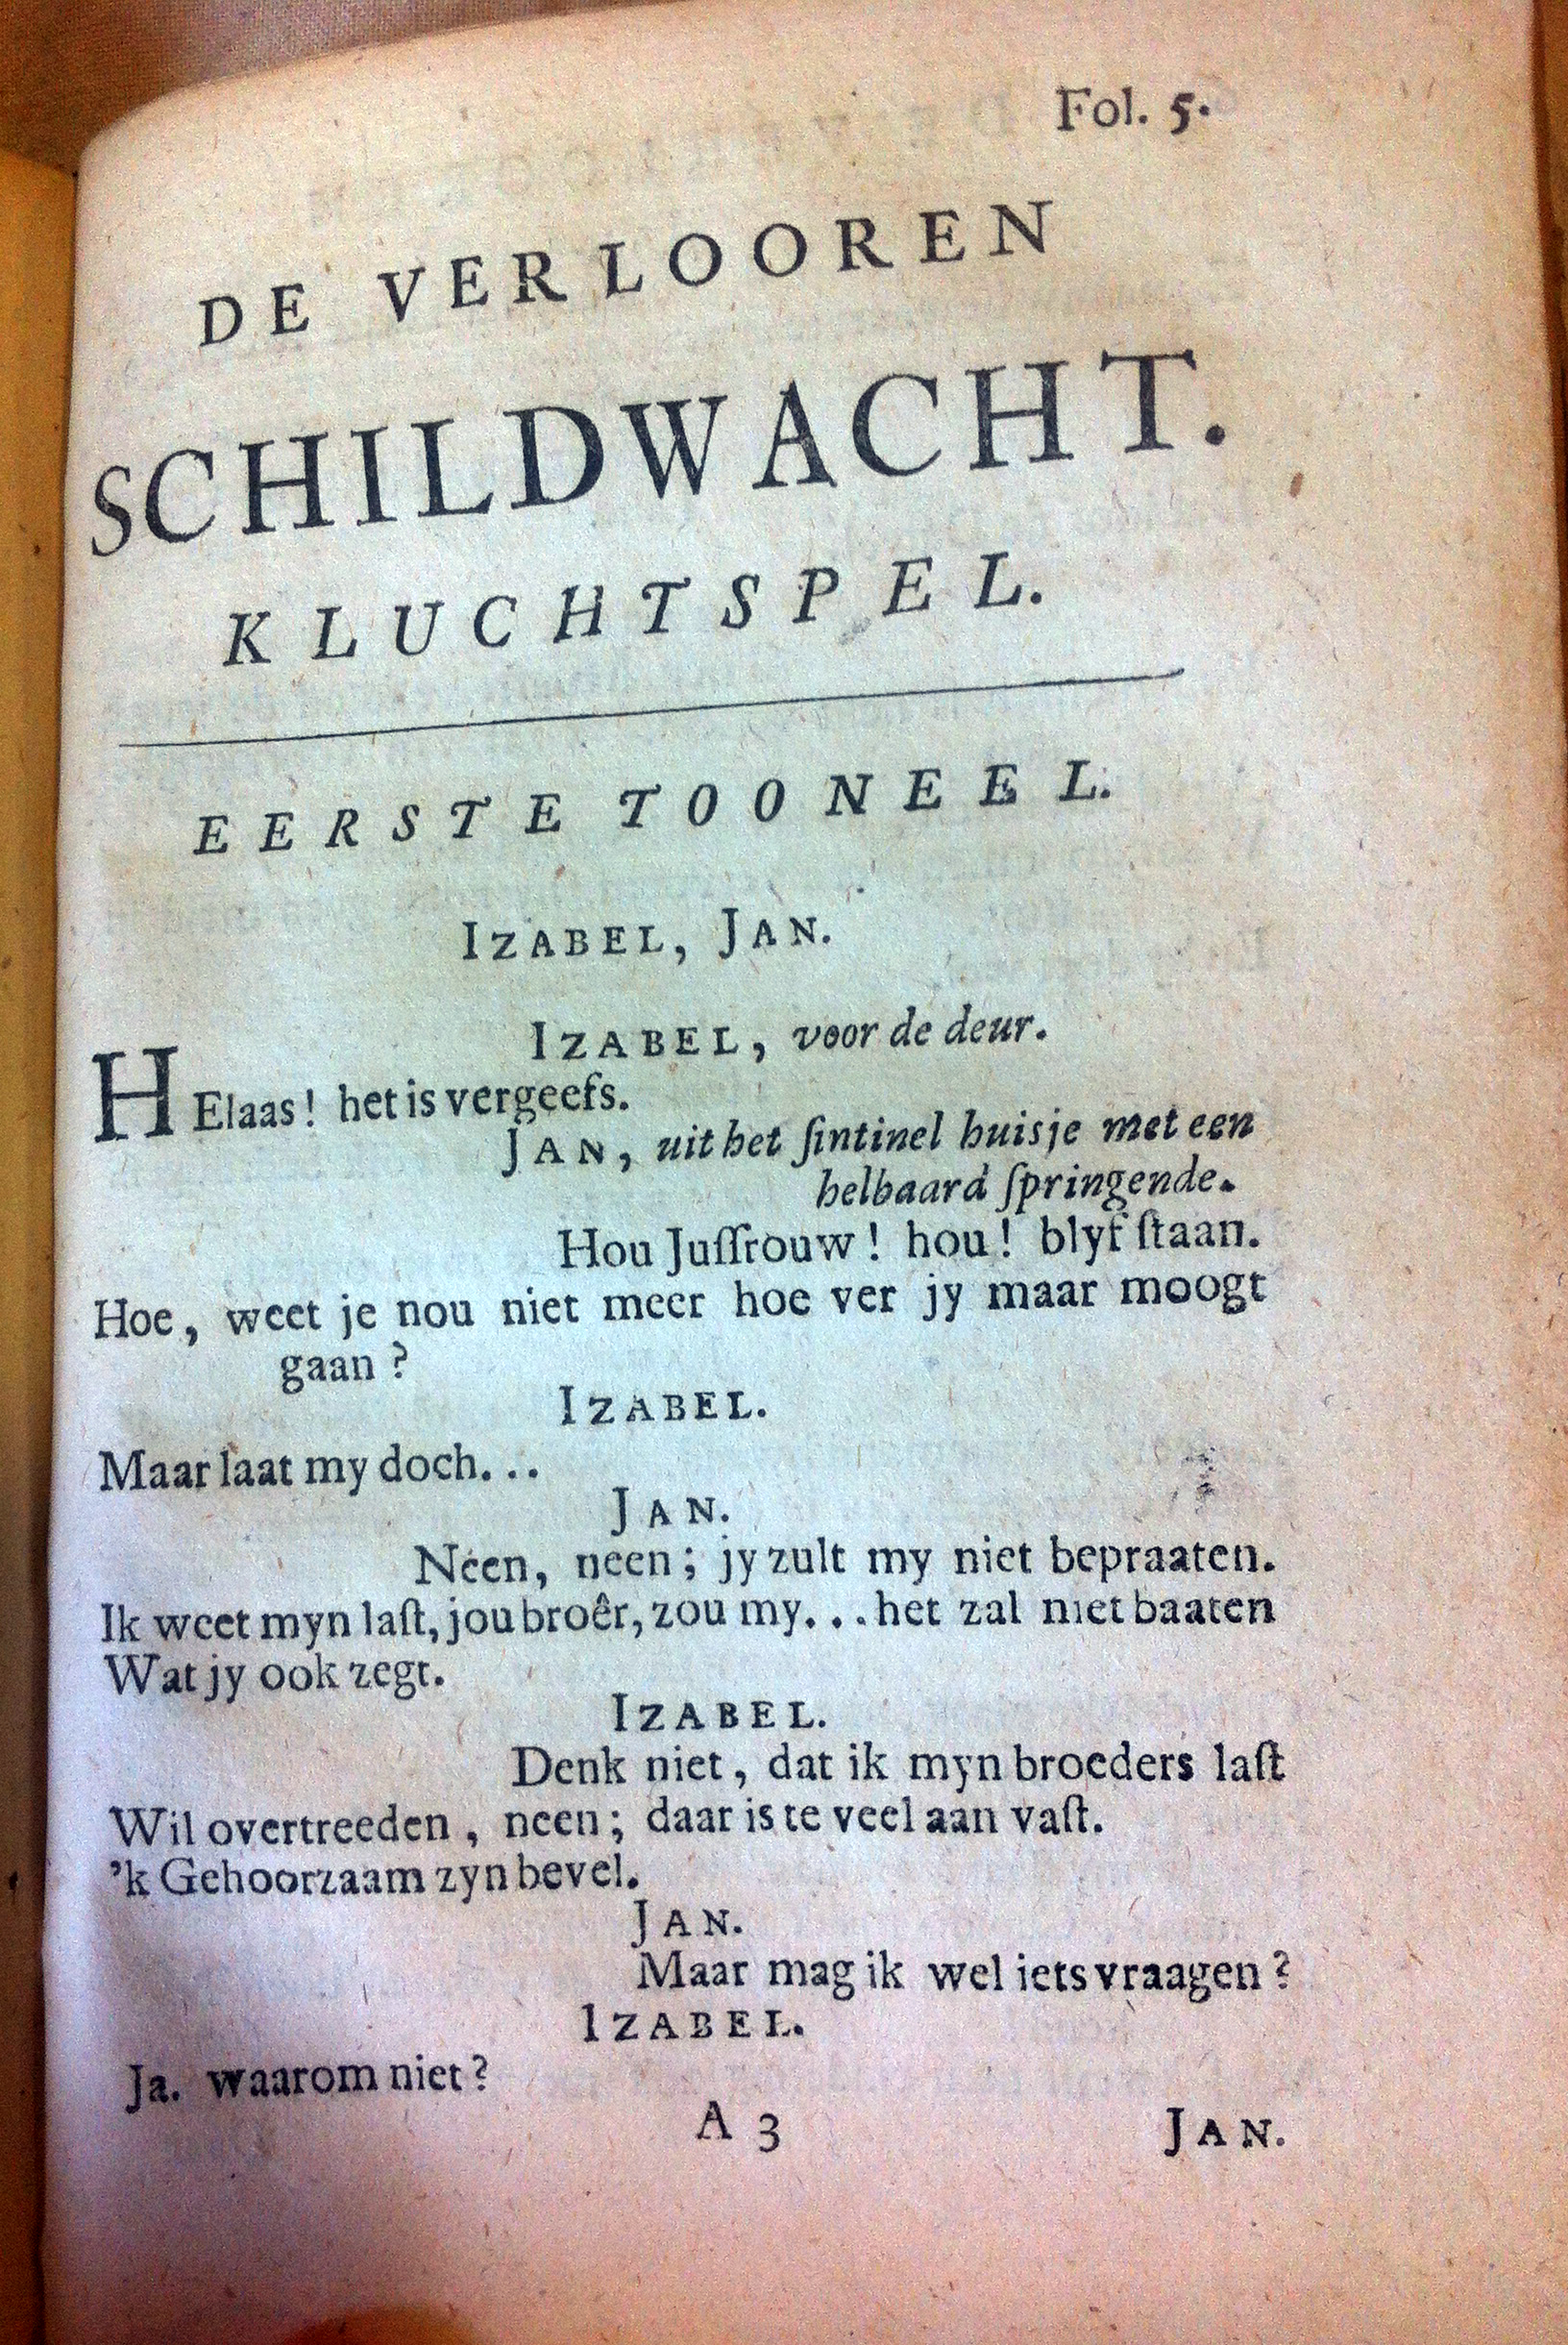 Fol. 5.
DE VERLOOREN
SCHILDWACHT.
KLUCHTSPEL.
EERSTE TOONEEL.
IZABEL, JAN.
IZABEL, voor de deur.
HElaas! het is vergeefs.
JAN, uit het ſintinel huisje met een
helbaard ſpringende.
Hou Juffrouw! hou! blyf ſtaan.
Hoe, weet je nou niet meer hoe ver jy maar moogt
gaan?
IZABEL.
Maar laat my doch...
JAN.
Neen, neen; jy zult my niet bepraaten.
Ik weet myn laſt, jou broêr, zou my... het zal niet baaten
Wat jy ook zegt.
IZABEL.
Denk niet, dat ik myn broeders laſt
Wil overtreeden, neen; daar is te veel aan vaſt.
'k Gehoorzaam zyn bevel.
JAN.
Maar mag ik wel iets vraagen?
IZABEL.
Ja. waarom niet?
A 3
JAN.